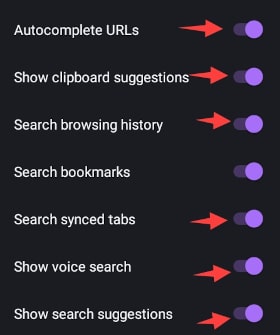 Autocomplete URLs
Show clipboard suggestions
Search browsing history
Search bookmarks
Search synced tabs
Show voice search
Show search suggestions